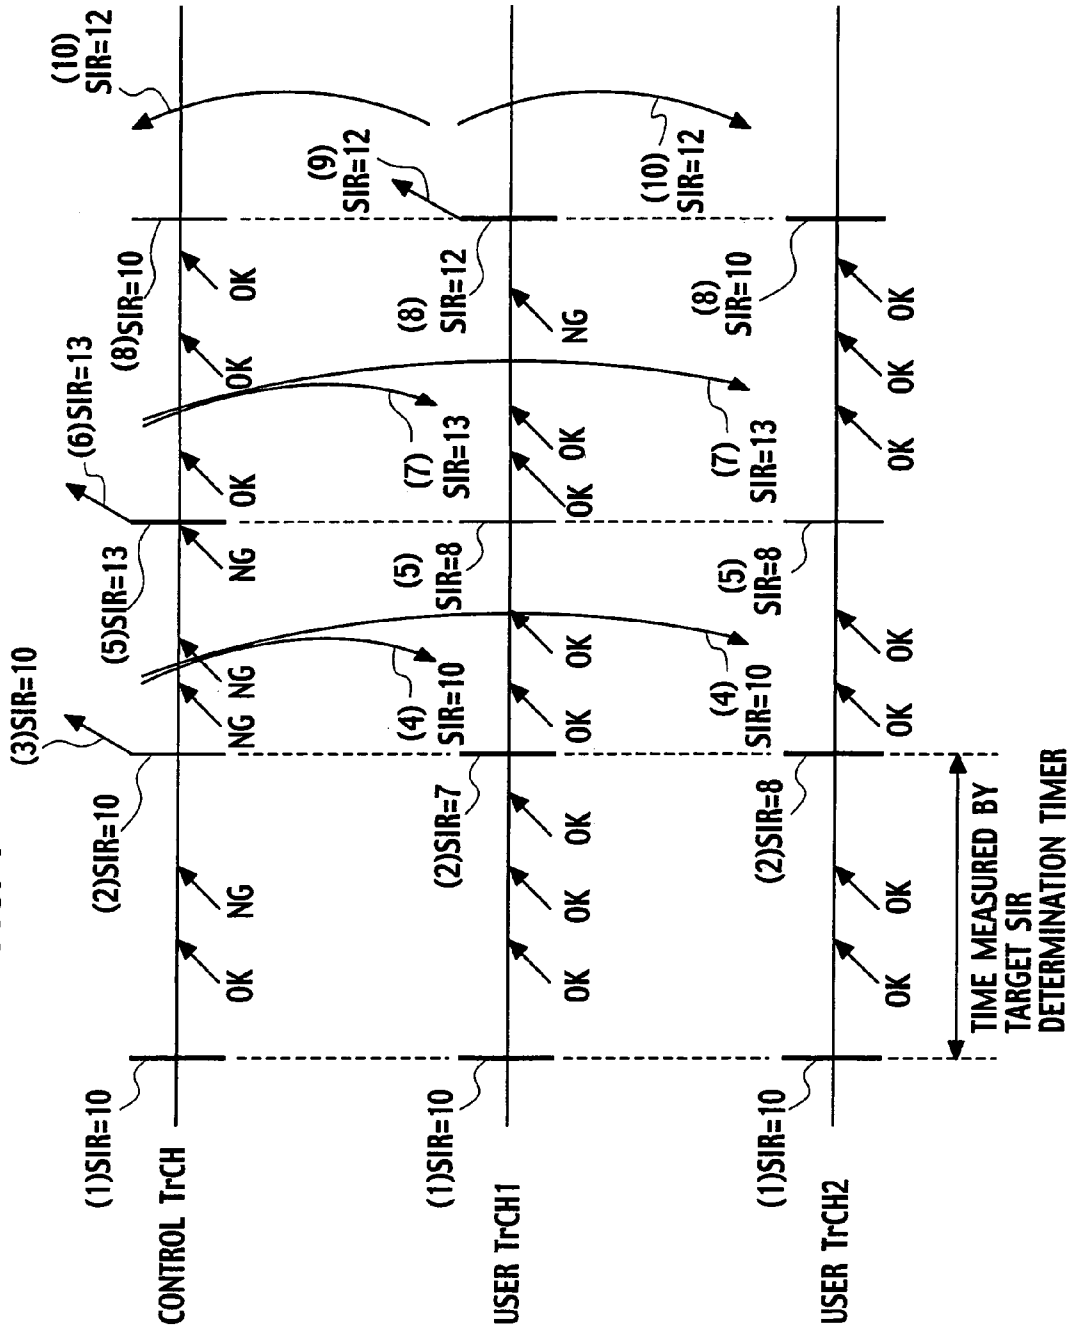 CONTROL TrCH
(1)SIR=10
OK
NG
(2)SIR=10
(3)SIR=10
NG
NG
(5)SIR=13
NG
(6)SIR=13
OK
OK
(8)SIR=10
OK
(10)
SIR=12
USER TrCH1
(1)SIR=10
OK
OK
OK
(2)SIR=7
(4)
SIR=10
OK
OK
(5)
SIR=8
(7)
SIR=13
OK
OK
(8)
SIR=12
NG
(9)
SIR=12
USER TrCH2
(1)SIR=10
OK
OK
(2)SIR=8
(4)
SIR=10
OK
OK
(5)
SIR=8
(7)
SIR=13
OK
OK
OK
(8)
SIR=10
(10)
SIR=12
TIME MEASURED BY
TARGET SIR
DETERMINATION TIMER